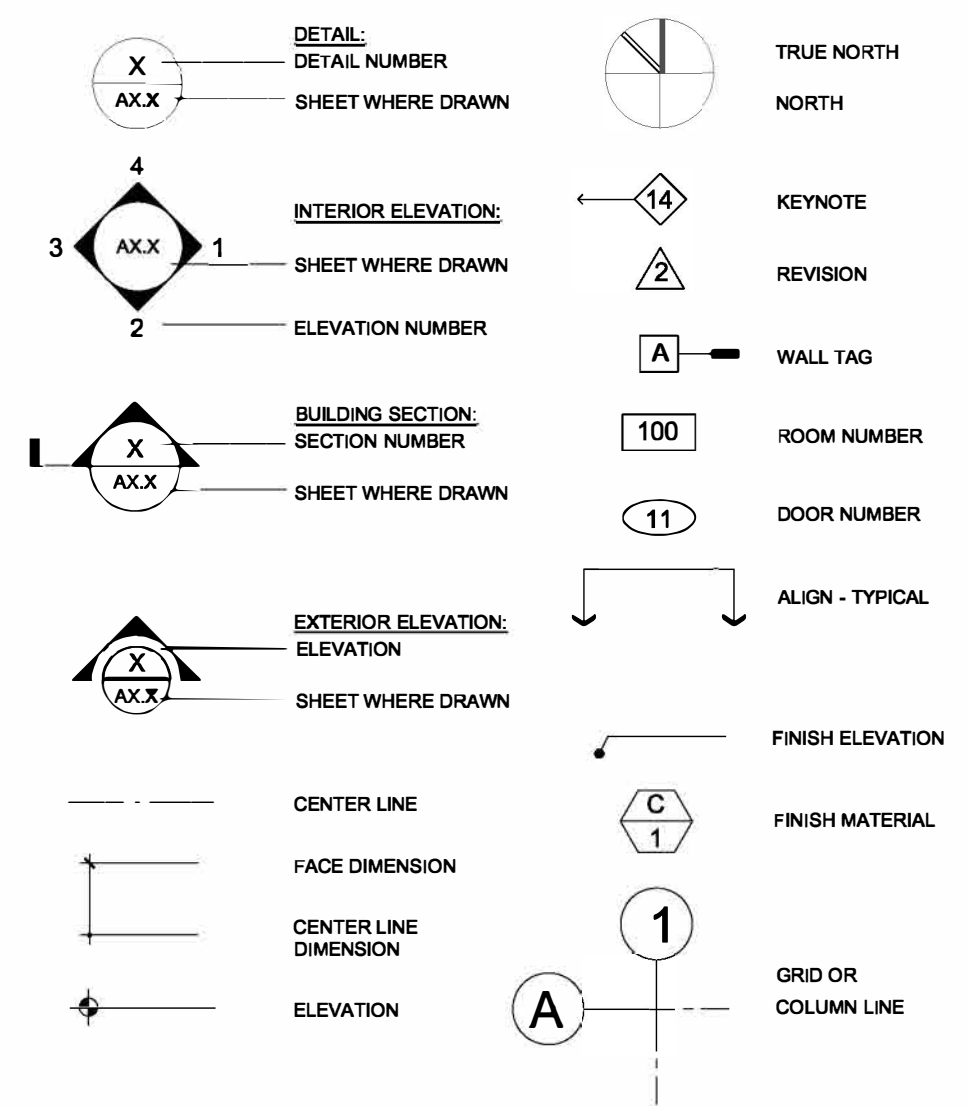 DETAIL:
X
DETAIL NUMBER
AX.X
SHEET WHERE DRAWN
4
INTERIOR ELEVATION:
3
AX.X
1
SHEET WHERE DRAWN
2
ELEVATION NUMBER
BUILDING SECTION:
X
SECTION NUMBER
AX.X
SHEET WHERE DRAWN
EXTERIOR ELEVATION:
X
ELEVATION
AX.X
SHEET WHERE DRAWN
CENTER LINE
FACE DIMENSION
CENTER LINE
DIMENSION
ELEVATION
TRUE NORTH
NORTH
14
KEYNOTE
2
REVISION
A
WALL TAG
100
ROOM NUMBER
11
DOOR NUMBER
ALIGN - TYPICAL
FINISH ELEVATION
C
1
FINISH MATERIAL
1
A
GRID OR
COLUMN LINE